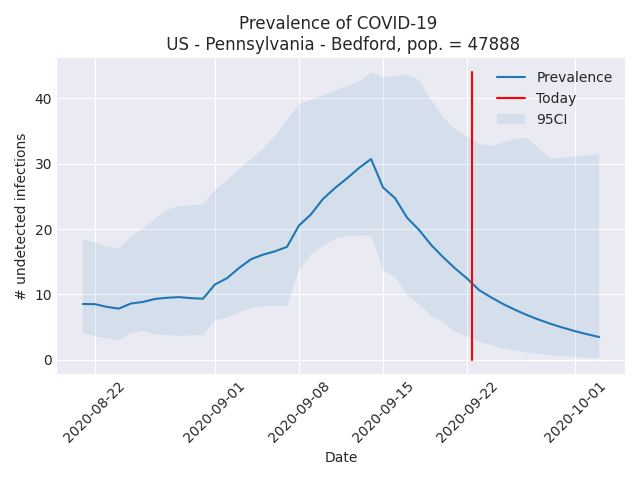 Prevalence of COVID-19
US - Pennsylvania - Bedford, pop. = 47888
Prevalence
Today
95CI
# undetected infections
40
30
20
10
0
2020-08-22
2020-09-01
2020-09-08
2020-09-15
2020-09-22
2020-10-01
Date